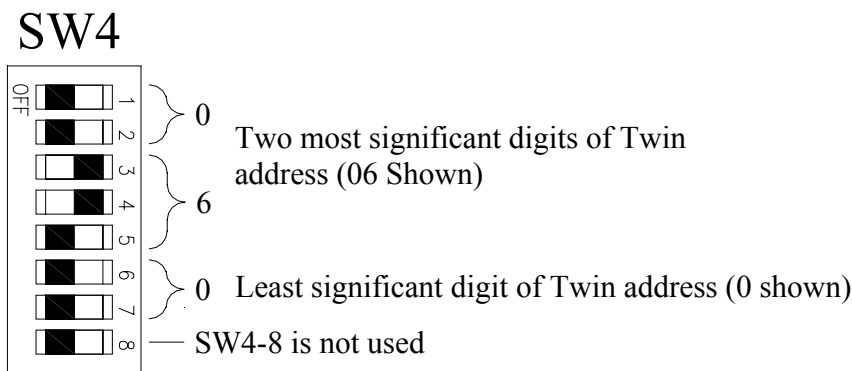 SW4
OFF
1
2
3
4
5
6
7
8
0
Two most significant digits of Twin
address (06 Shown)
6
0 Least significant digit of Twin address (0 shown)
SW4-8 is not used